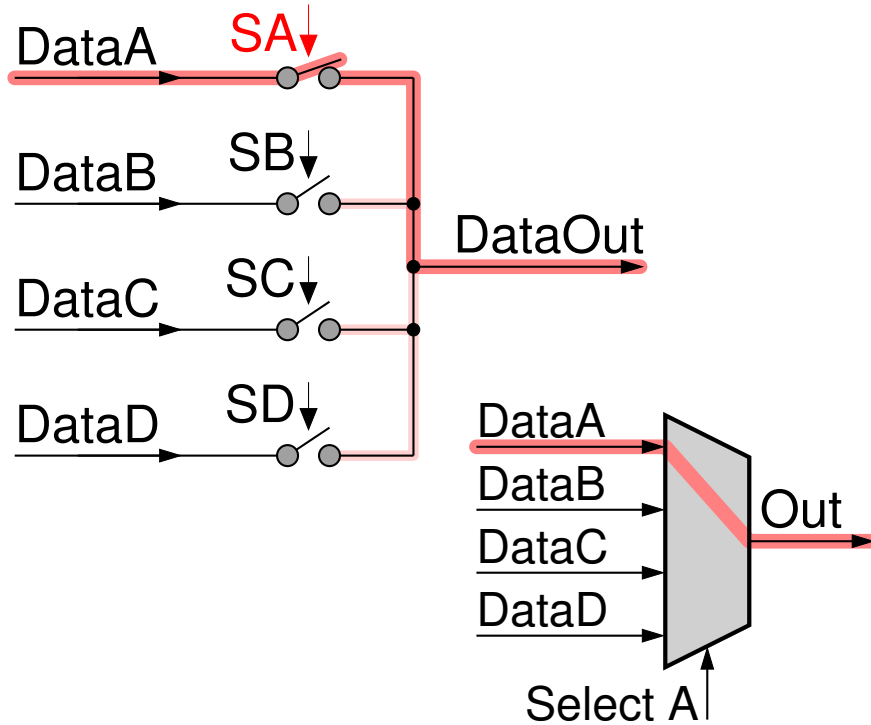 SA
DataA
SB
DataB
DataOut
SC
DataC
SD
DataD
DataA
DataB
Out
DataC
DataD
Select A